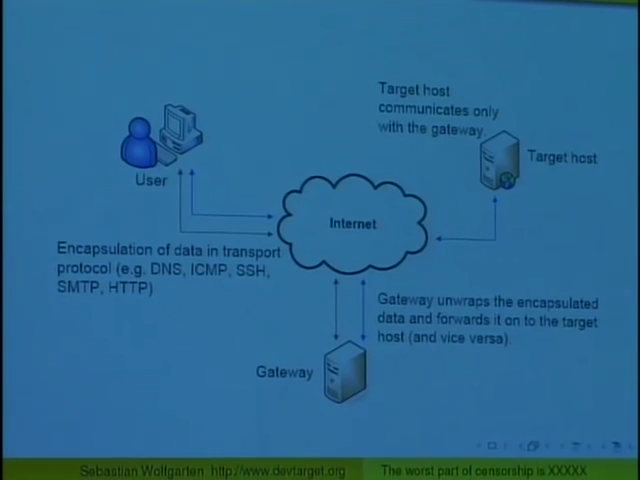 Target host
communicates only
with the gateway.
Target host
User
Internet
Encapsulation of data in transport
protocol (e.g. DNS, ICMP, SSH,
SMTP, HTTP)
Gateway unwraps the encapsulated
data and forwards it on to the target
host (and vice versa).
Gateway
Sebastian Wolfgarten http://www.devtarget.org
The worst part of censorship is XXXXX